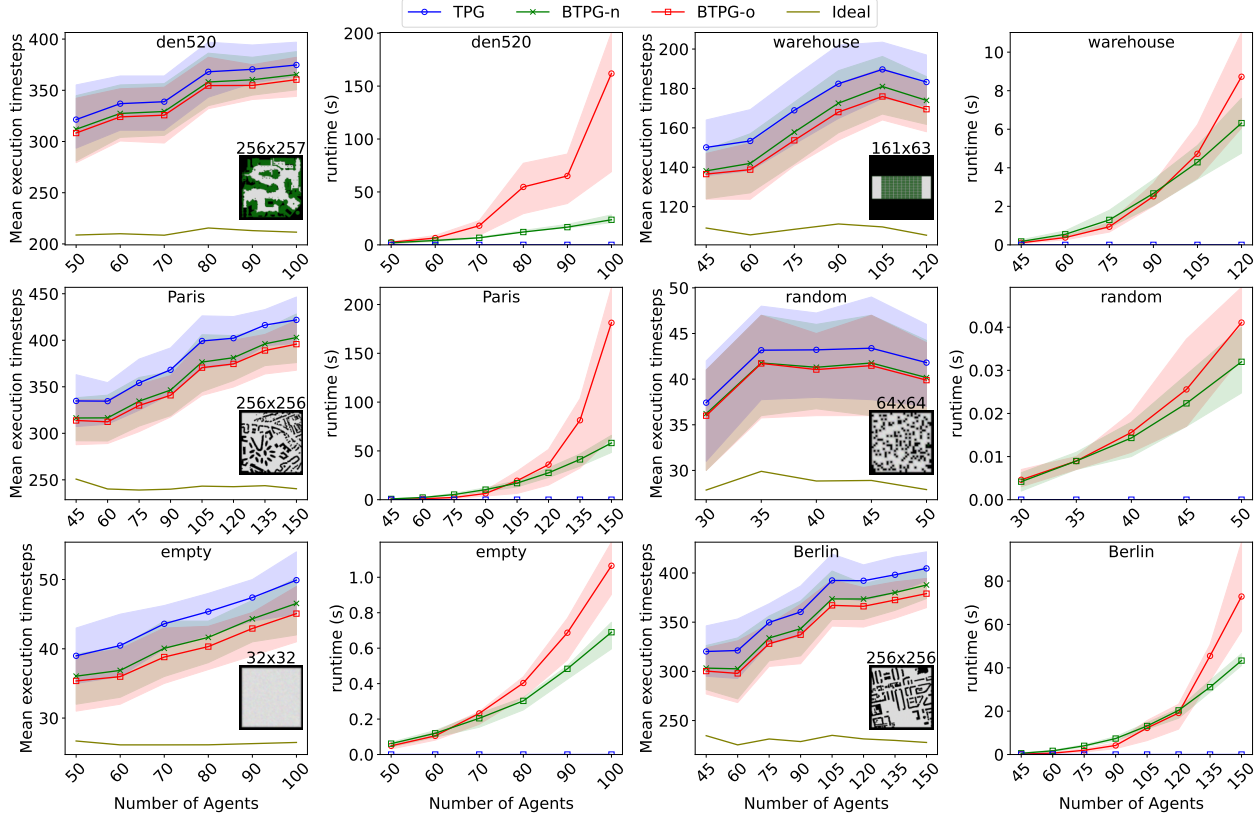 TPG BTPG-n BTPG-o Ideal
den520
Mean execution timesteps
400
350
300
250
200
256x257
50 60 70 80 90 100
den520
runtime (s)
200
150
100
50
0
50 60 70 80 90 100
warehouse
Mean execution timesteps
200
180
160
140
120
161x63
45 60 75 90 105 120
warehouse
runtime (s)
10
8
6
4
2
0
45 60 75 90 105 120
Paris
Mean execution timesteps
450
400
350
300
250
256x256
45 60 75 90 105 120 135 150
Paris
runtime (s)
200
150
100
50
0
45 60 75 90 105 120 135 150
random
Mean execution timesteps
50
45
40
35
30
64x64
30 35 40 45 50
random
runtime (s)
0.04
0.03
0.02
0.01
0.00
30 35 40 45 50
empty
Mean execution timesteps
50
40
30
32x32
50 60 70 80 90 100
Number of Agents
empty
runtime (s)
1.0
0.8
0.6
0.4
0.2
0.0
50 60 70 80 90 100
Number of Agents
Berlin
Mean execution timesteps
400
350
300
250
256x256
45 60 75 90 105 120 135 150
Number of Agents
Berlin
runtime (s)
80
60
40
20
0
45 60 75 90 105 120 135 150
Number of Agents